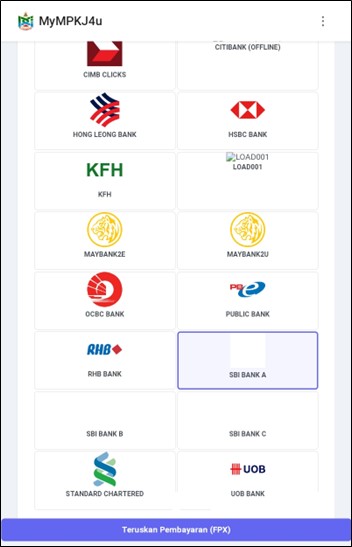 MyMPKJ4u
CIMB CLICKS
CITIBANK (OFFLINE)
HONG LEONG BANK
HSBC BANK
KFH
KFH
LOAD001
LOAD001
MAYBANK2E
MAYBANK2U
OCBC BANK
PB
PUBLIC BANK
RHB
RHB BANK
SBI BANK A
SBI BANK B
SBI BANK C
STANDARD CHARTERED
UOB
UOB BANK
Teruskan Pembayaran (FPX)